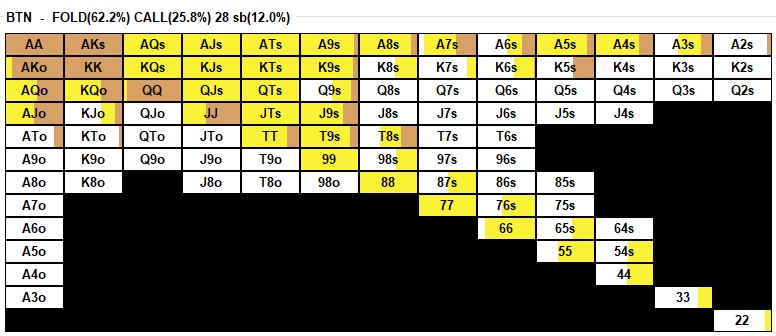 BTN - FOLD(62.2%) CALL(25.8%) 28 sb(12.0%)
AA AKs AQs AJs ATs A9s A8s A7s A6s A5s A4s A3s A2s
AKo KK KQs KJs KTs K9s K8s K7s K6s K5s K4s K3s K2s
AQo KQo QQ QJs QTs Q9s Q8s Q7s Q6s Q5s Q4s Q3s Q2s
AJo KJo QJo JJ JTs J9s J8s J7s J6s J5s J4s
ATo KTo QTo JTo TT T9s T8s T7s T6s
A9o K9o Q9o J9o T9o 99 98s 97s 96s
A8o K8o J8o T8o 98o 88 87s 86s 85s
A7o 77 76s 75s
A6o 66 65s 64s
A5o 55 54s
A4o 44
A3o 33
22